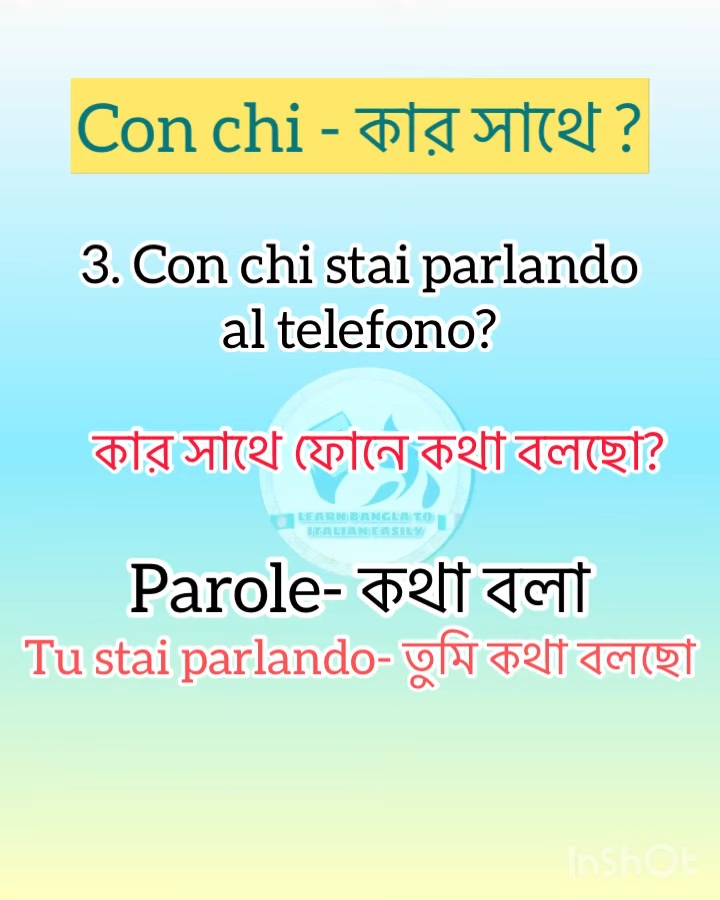 Con chi - কার সাথে ?
3. Con chi stai parlando
al telefono?
কার সাথে ফোনে কথা বলছো?
LEARN BANGLA TO
ITALIAN EASILY
Parole- কথা বলা
Tu stai parlando- তুমি কথা বলছো
InShOt